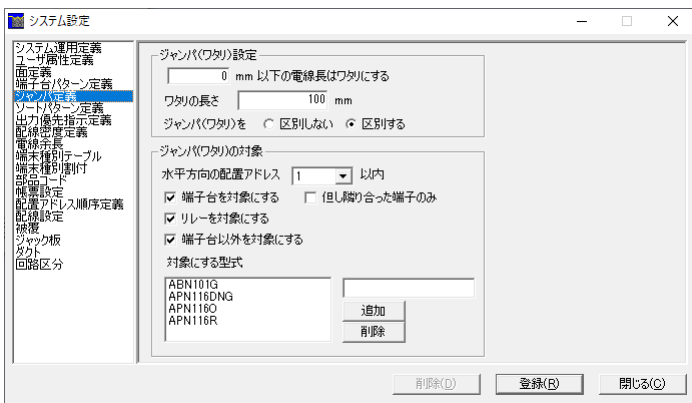 システム設定
システム運用定義
ユーザ属性定義
面定義
端子台パターン定義
ジャンパ定義
ソートパターン定義
出力優先指示定義
配線密度定義
電線余長
端末種別テーブル
端末種別割付
部品コード
帳票設定
配置アドレス順序定義
配線設定
被覆
ジャック板
ダクト
回路区分
ジャンパ(ワタリ)設定
0 mm 以下の電線長はワタリにする
ワタリの長さ 100 mm
ジャンパ(ワタリ)を 区別しない 区別する
ジャンパ(ワタリ)の対象
水平方向の配置アドレス 1 以内
端子台を対象にする 但し隣り合った端子のみ
リレーを対象にする
端子台以外を対象にする
対象にする型式
ABN101G
APN116DNG
APN116O
APN116R
追加
削除
削除(D) 登録(R) 閉じる(C)